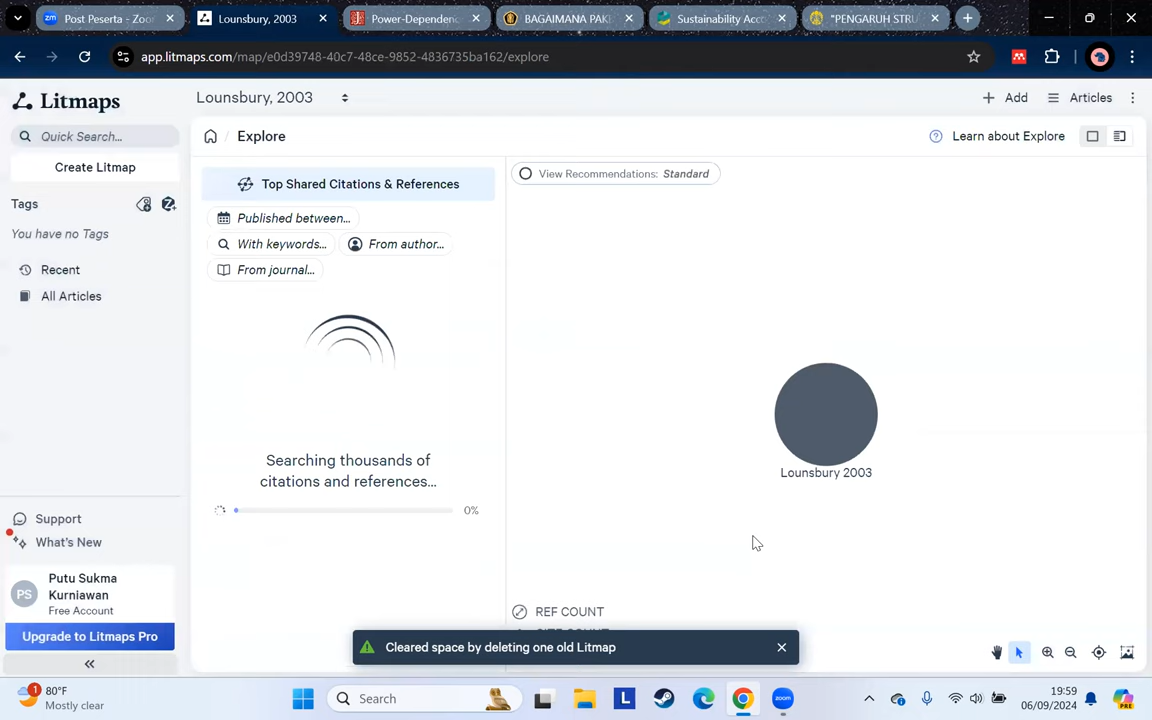 Post Peserta - Zoo
Lounsbury, 2003
Power-Dependenc
BAGAIMANA PAK
Sustainability Acc
"PENGARUH STRU
app.litmaps.com/map/e0d39748-40c7-48ce-9852-4836735ba162/explore
Litmaps
Lounsbury, 2003
Add
Articles
Quick Search...
Explore
Learn about Explore
Create Litmap
Top Shared Citations & References
View Recommendations: Standard
Tags
Published between...
You have no Tags
With keywords...
From author...
Recent
From journal...
All Articles
Searching thousands of
citations and references...
Lounsbury 2003
0%
Support
What's New
Putu Sukma
Kurniawan
PS
Free Account
REF COUNT
Upgrade to Litmaps Pro
Cleared space by deleting one old Litmap
80°F
Mostly clear
1
Search
L
19:59
06/09/2024
PRE